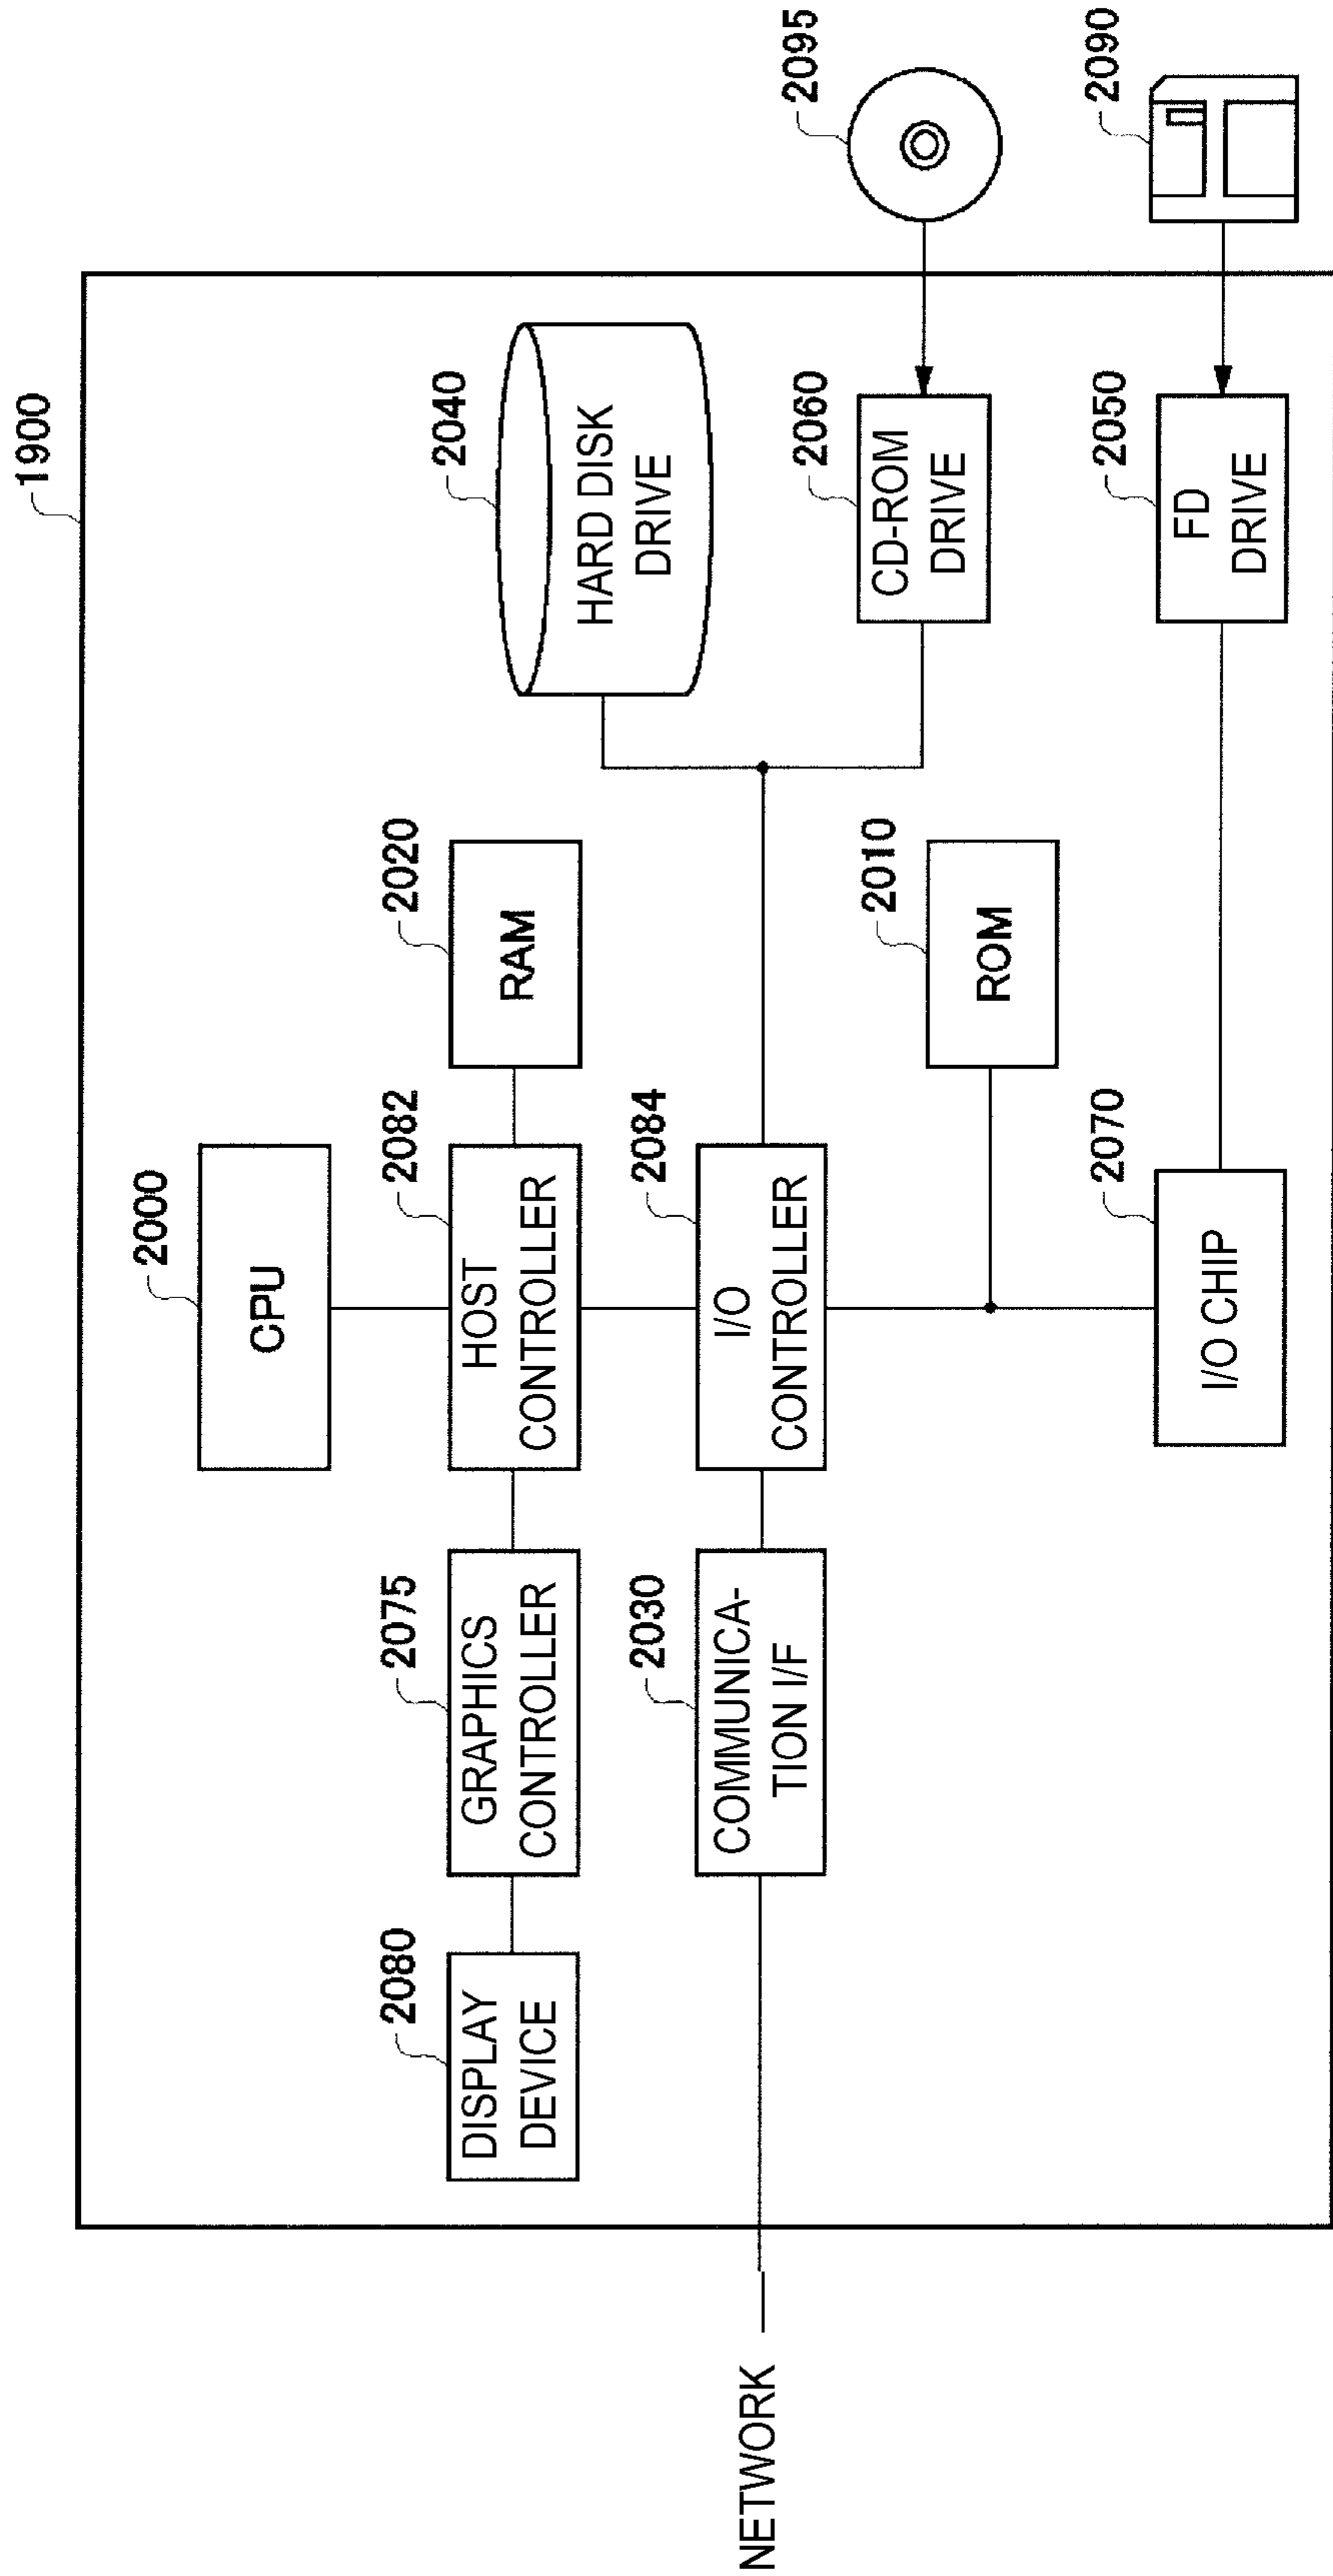 1900
2000
CPU
2080
DISPLAY
DEVICE
2075
GRAPHICS
CONTROLLER
2082
HOST
CONTROLLER
2020
RAM
2040
HARD DISK
DRIVE
NETWORK
2030
COMMUNICA-
TION I/F
2084
I/O
CONTROLLER
2010
ROM
2060
CD-ROM
DRIVE
2095
2070
I/O CHIP
2050
FD
DRIVE
2090